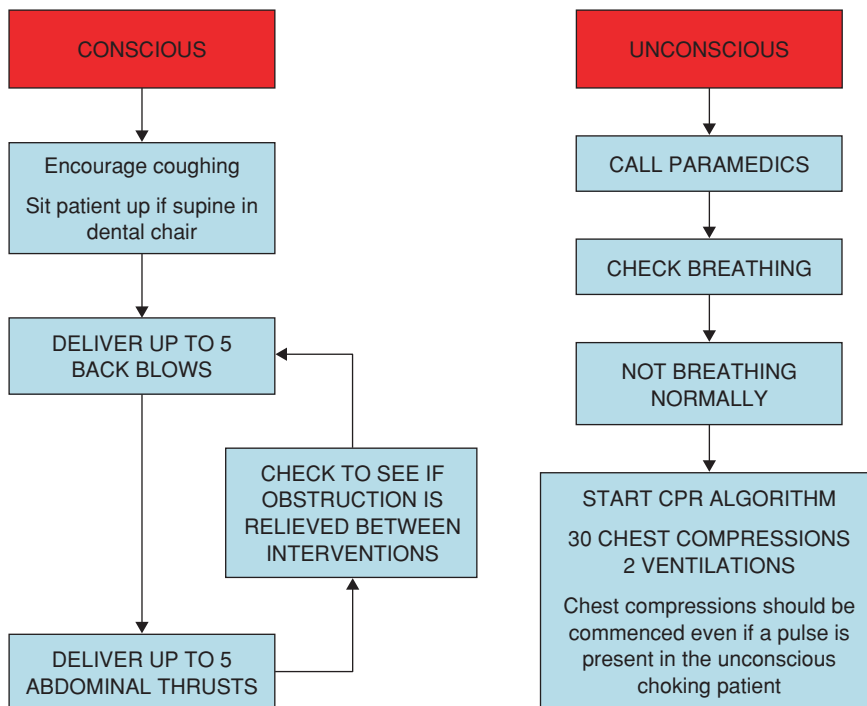 CONSCIOUS
Encourage coughing
Sit patient up if supine in
dental chair
DELIVER UP TO 5
BACK BLOWS
CHECK TO SEE IF
OBSTRUCTION IS
RELIEVED BETWEEN
INTERVENTIONS
DELIVER UP TO 5
ABDOMINAL THRUSTS
UNCONSCIOUS
CALL PARAMEDICS
CHECK BREATHING
NOT BREATHING
NORMALLY
START CPR ALGORITHM
30 CHEST COMPRESSIONS
2 VENTILATIONS
Chest compressions should be
commenced even if a pulse is
present in the unconscious
choking patient